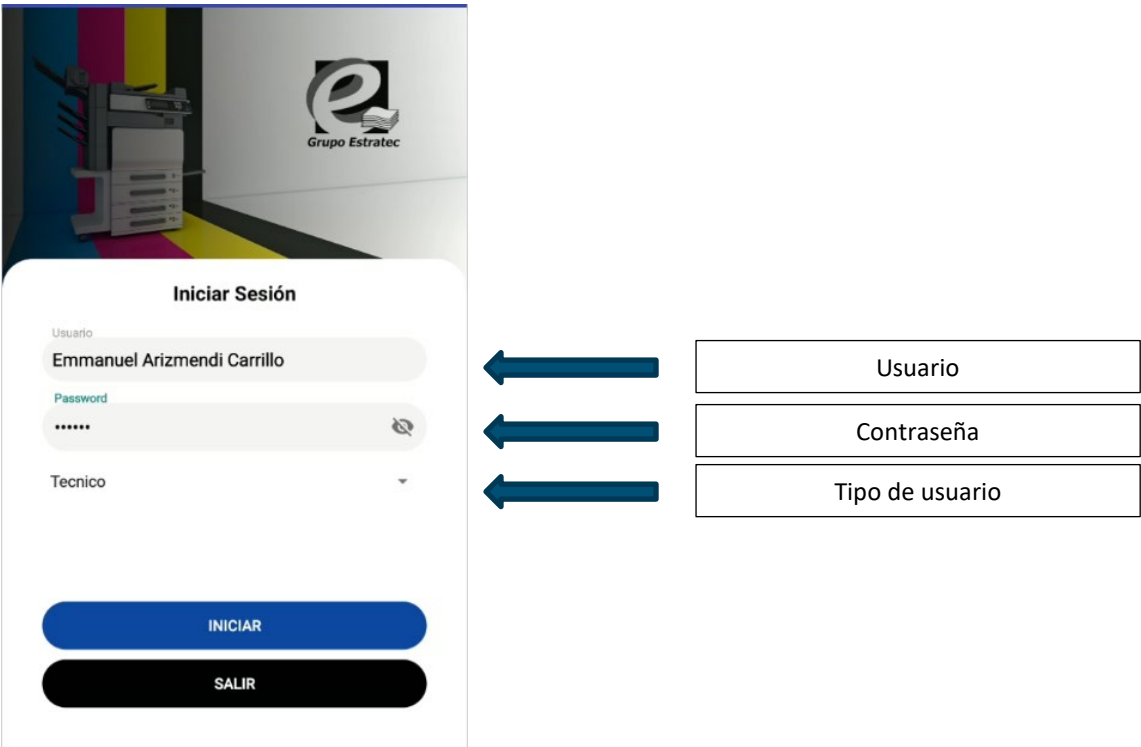 Grupo Estratec
Iniciar Sesión
Usuario
Emmanuel Arizmendi Carrillo
Usuario
Password
••••••
Contraseña
Tecnico
Tipo de usuario
INICIAR
SALIR